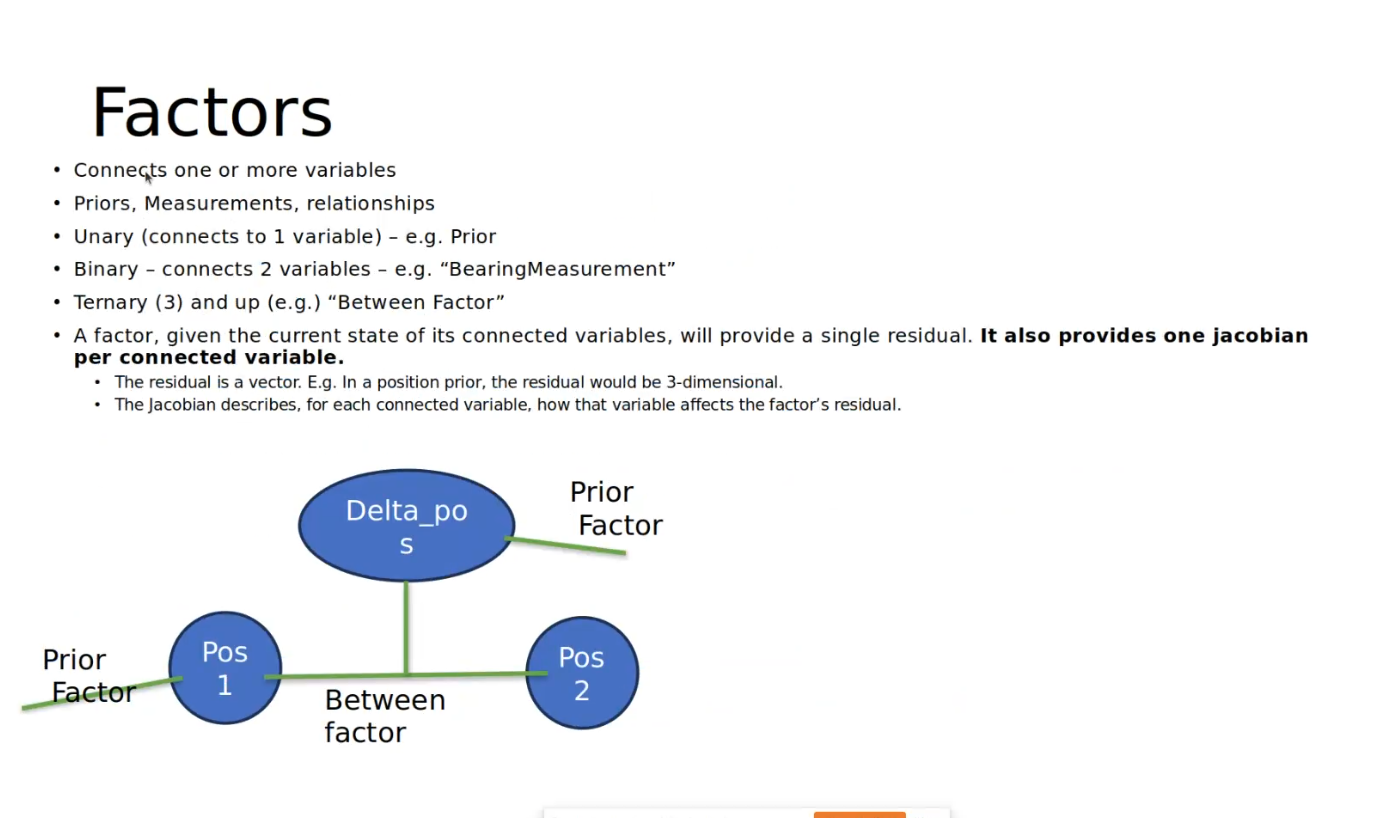 Factors
• Connects one or more variables
• Priors, Measurements, relationships
• Unary (connects to 1 variable) – e.g. Prior
• Binary – connects 2 variables – e.g. “BearingMeasurement”
• Ternary (3) and up (e.g.) “Between Factor”
• A factor, given the current state of its connected variables, will provide a single residual. It also provides one jacobian
per connected variable.
• The residual is a vector. E.g. In a position prior, the residual would be 3-dimensional.
• The Jacobian describes, for each connected variable, how that variable affects the factor’s residual.
Delta_po
s
Prior
Factor
Prior
Factor
Pos
1
Between
factor
Pos
2